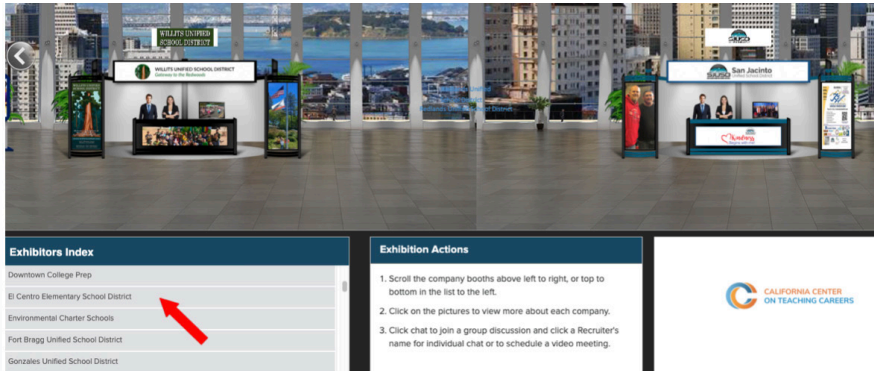 WILLITS UNIFIED
SCHOOL DISTRICT
WILLITS UNIFIED SCHOOL DISTRICT
Gateway to the Redwoods
SJUSD
San Jacinto
Unified School District
Exhibitors Index
Downtown College Prep
El Centro Elementary School District
Environmental Charter Schools
Fort Bragg Unified School District
Gonzales Unified School District
Exhibition Actions
1. Scroll the company booths above left to right, or top to
bottom in the list to the left.
2. Click on the pictures to view more about each company.
3. Click chat to join a group discussion and click a Recruiter's
name for individual chat or to schedule a video meeting.
CALIFORNIA CENTER
ON TEACHING CAREERS